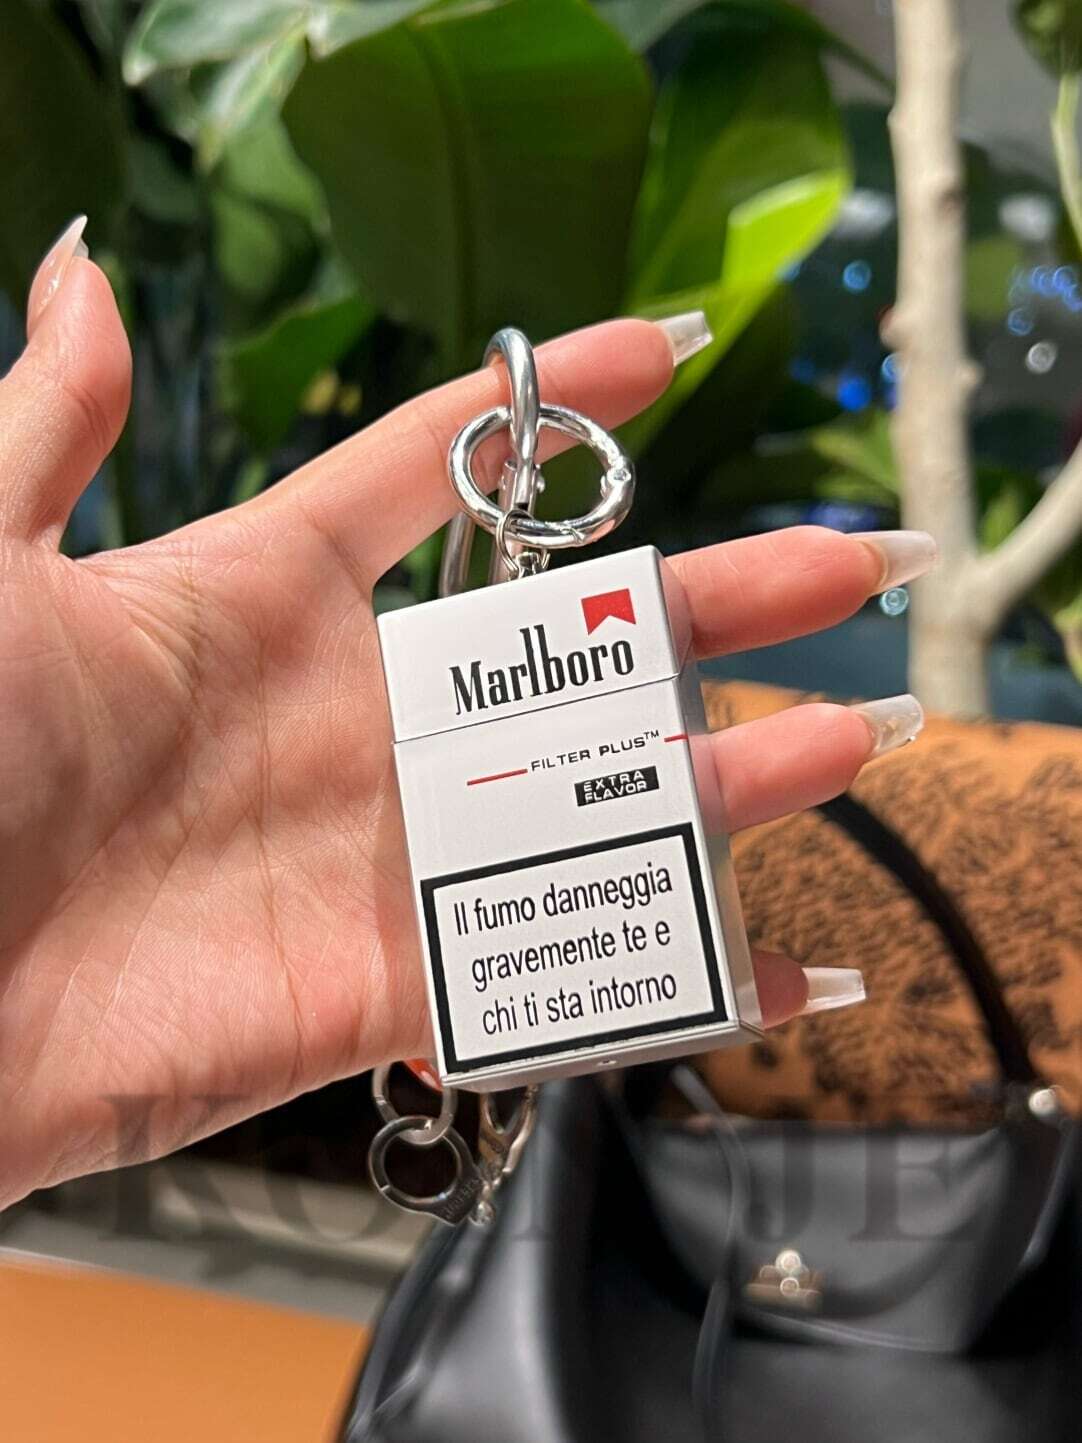 Marlboro
FILTER PLUS™
EXTRA
FLAVOR
Il fumo danneggia
gravemente te e
chi ti sta intorno